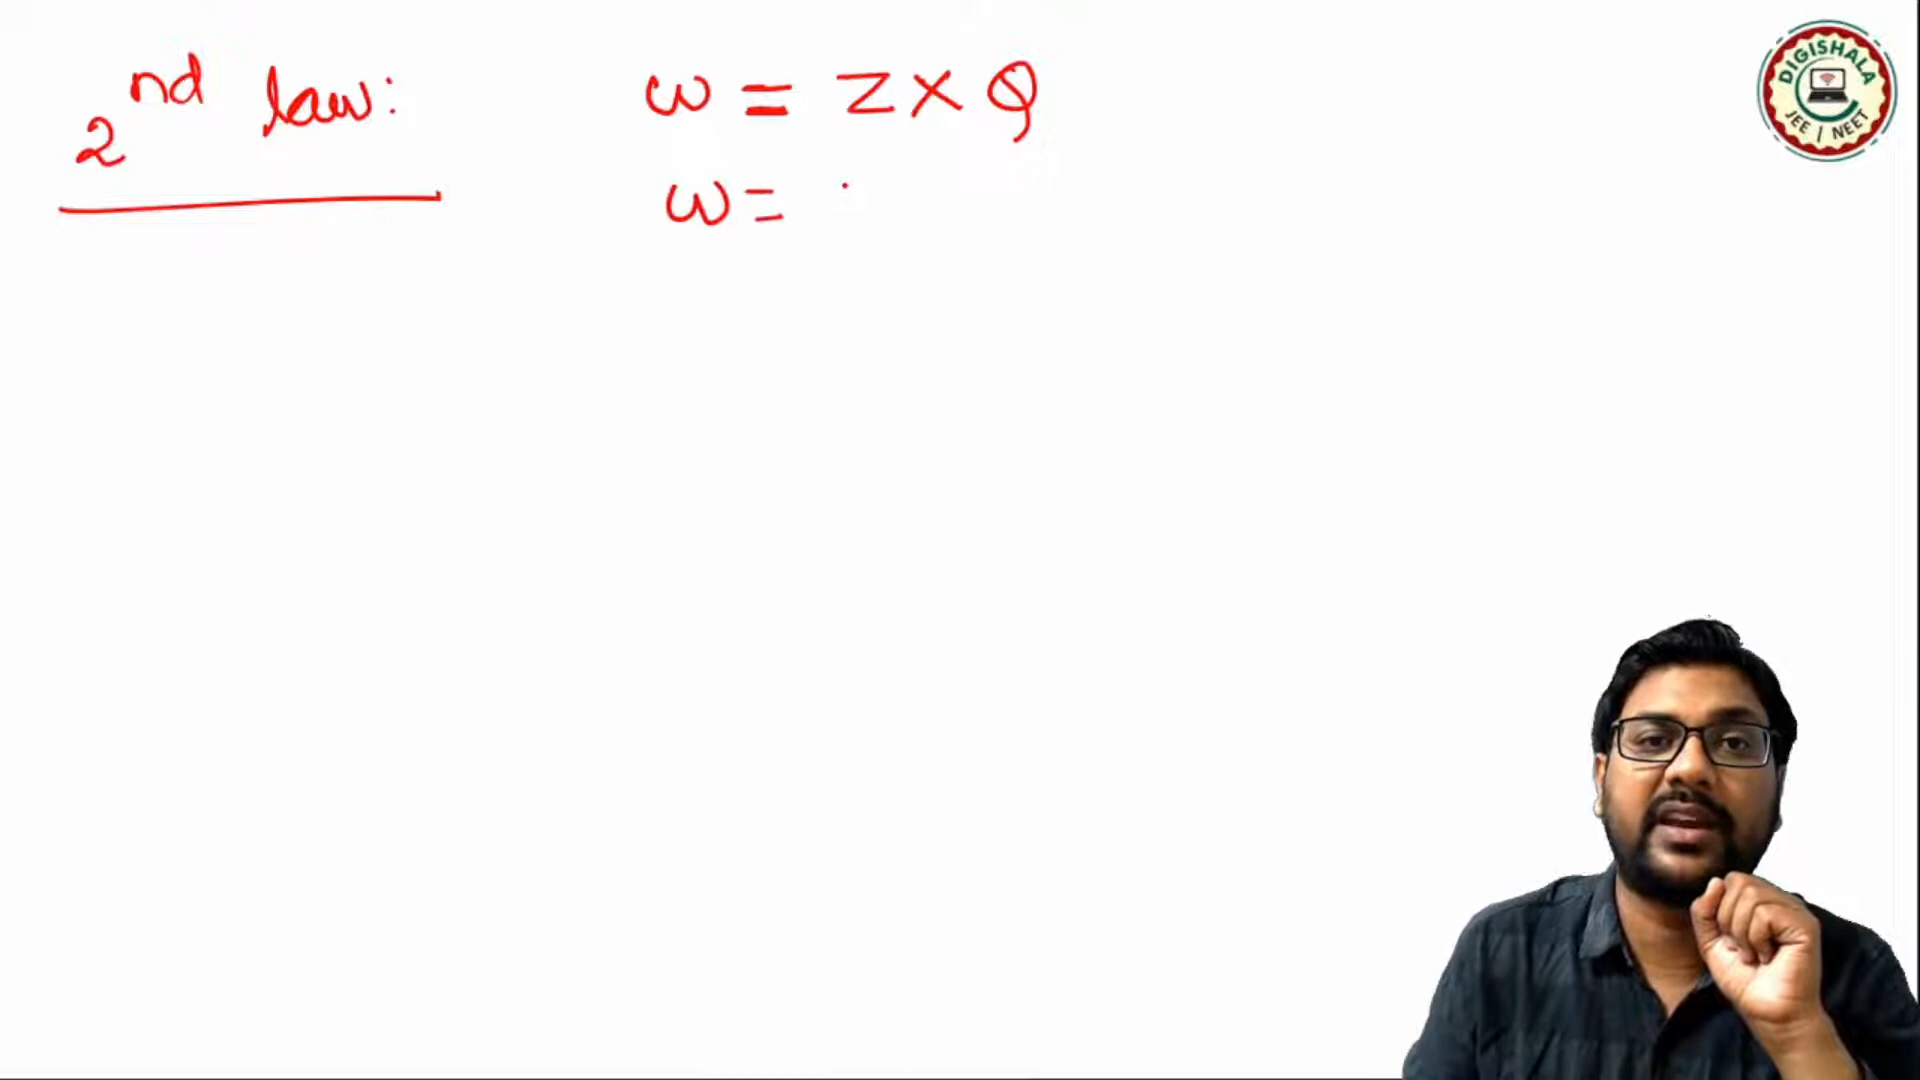 2nd law: w = Z x Q
w =
DIGISHALA
JEE | NEET